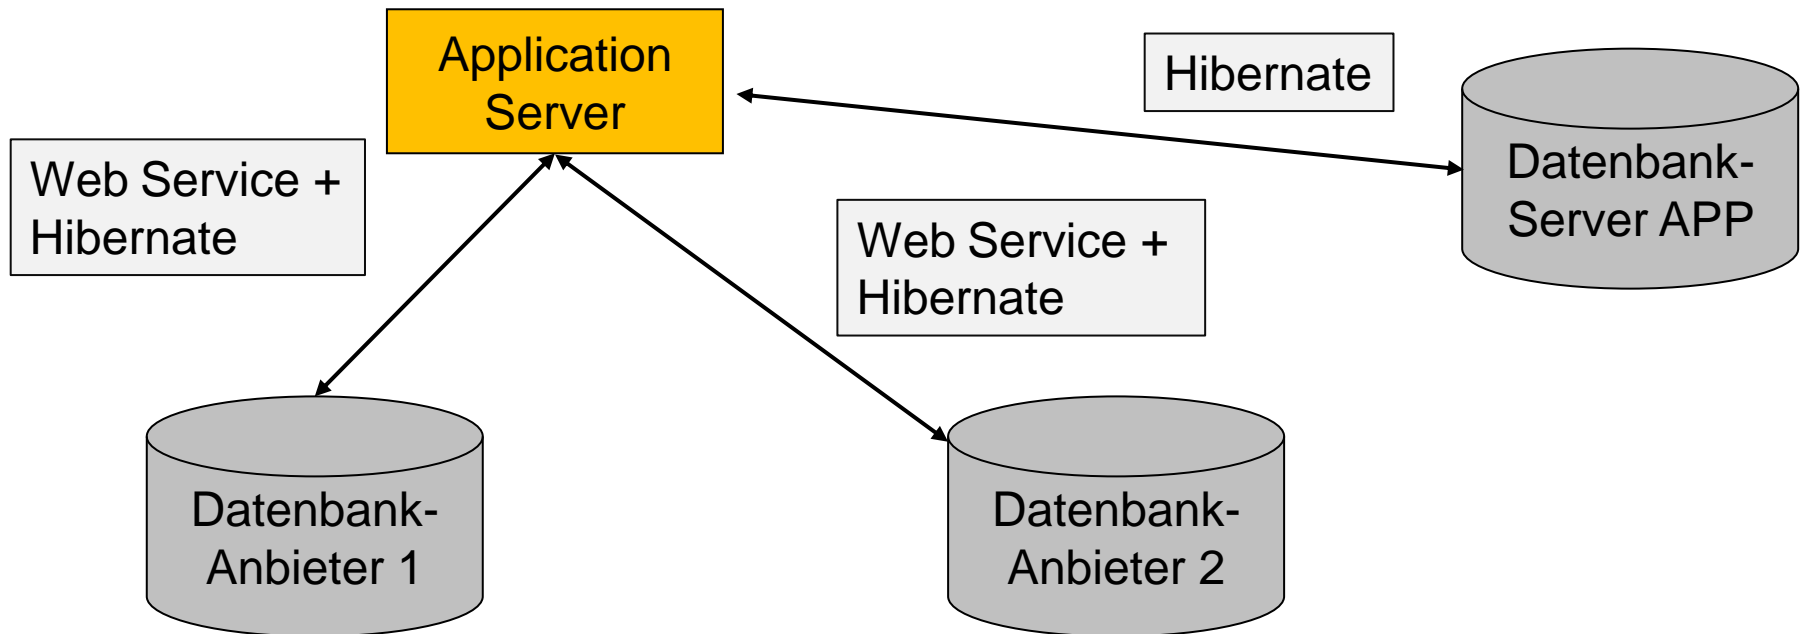 Application
Server
Hibernate
Web Service +
Hibernate
Datenbank-
Server APP
Web Service +
Hibernate
Datenbank-
Anbieter 1
Datenbank-
Anbieter 2